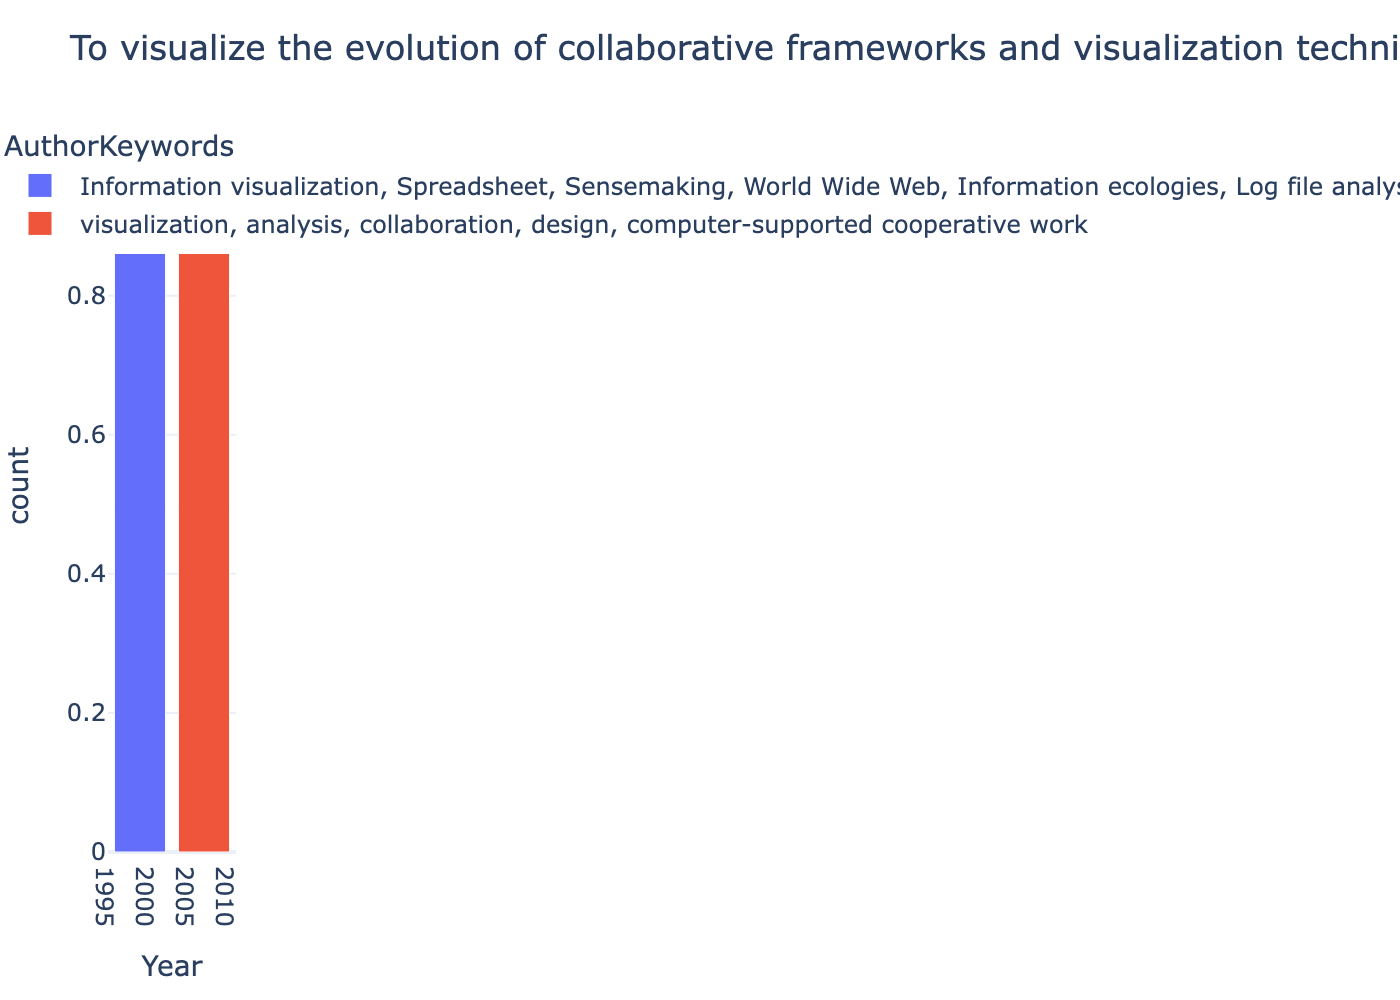 To visualize the evolution of collaborative frameworks and visualization
AuthorKeywords
Information visualization, Spreadsheet, Sensemaking, World Wide Web, Information ecologies, Log file
visualization, analysis, collaboration, design, computer-supported cooperative work
0.8
0.6
0.4
0.2
0
count
1995
2000
2005
2010
Year